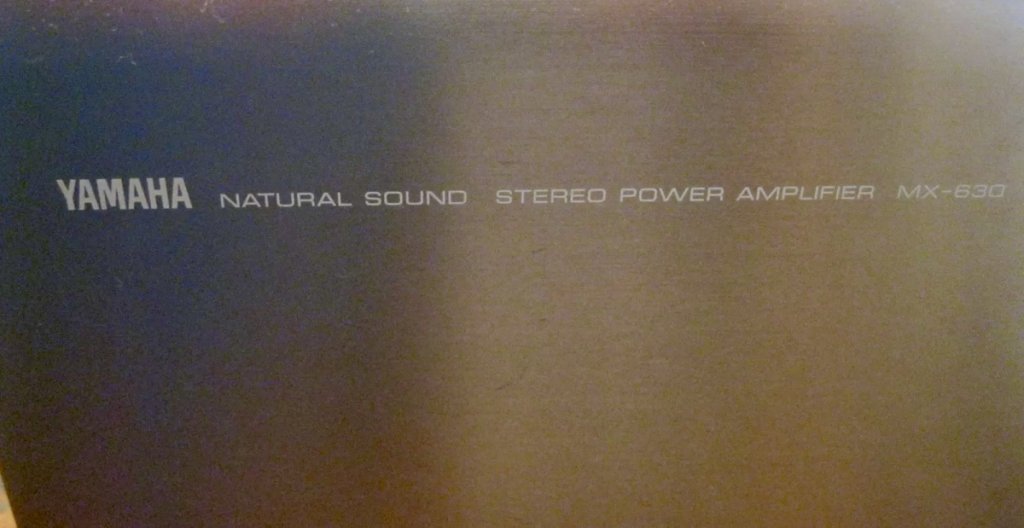 YAMAHA NATURAL SOUND STEREO POWER AMPLIFIER MX-630